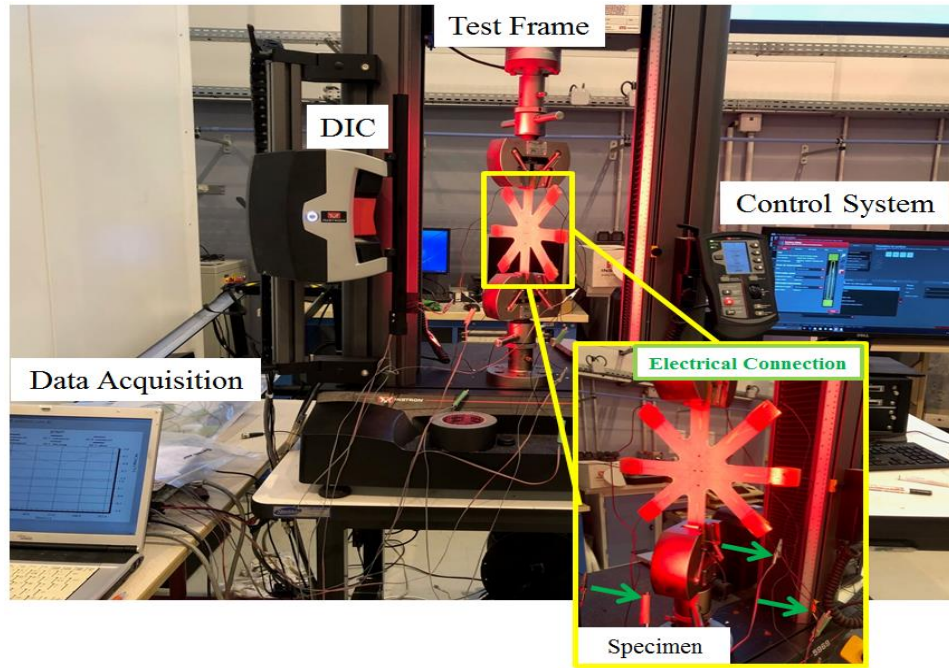 Test Frame
DIC
Control System
Data Acquisition
INSTRON
Electrical Connection
Specimen